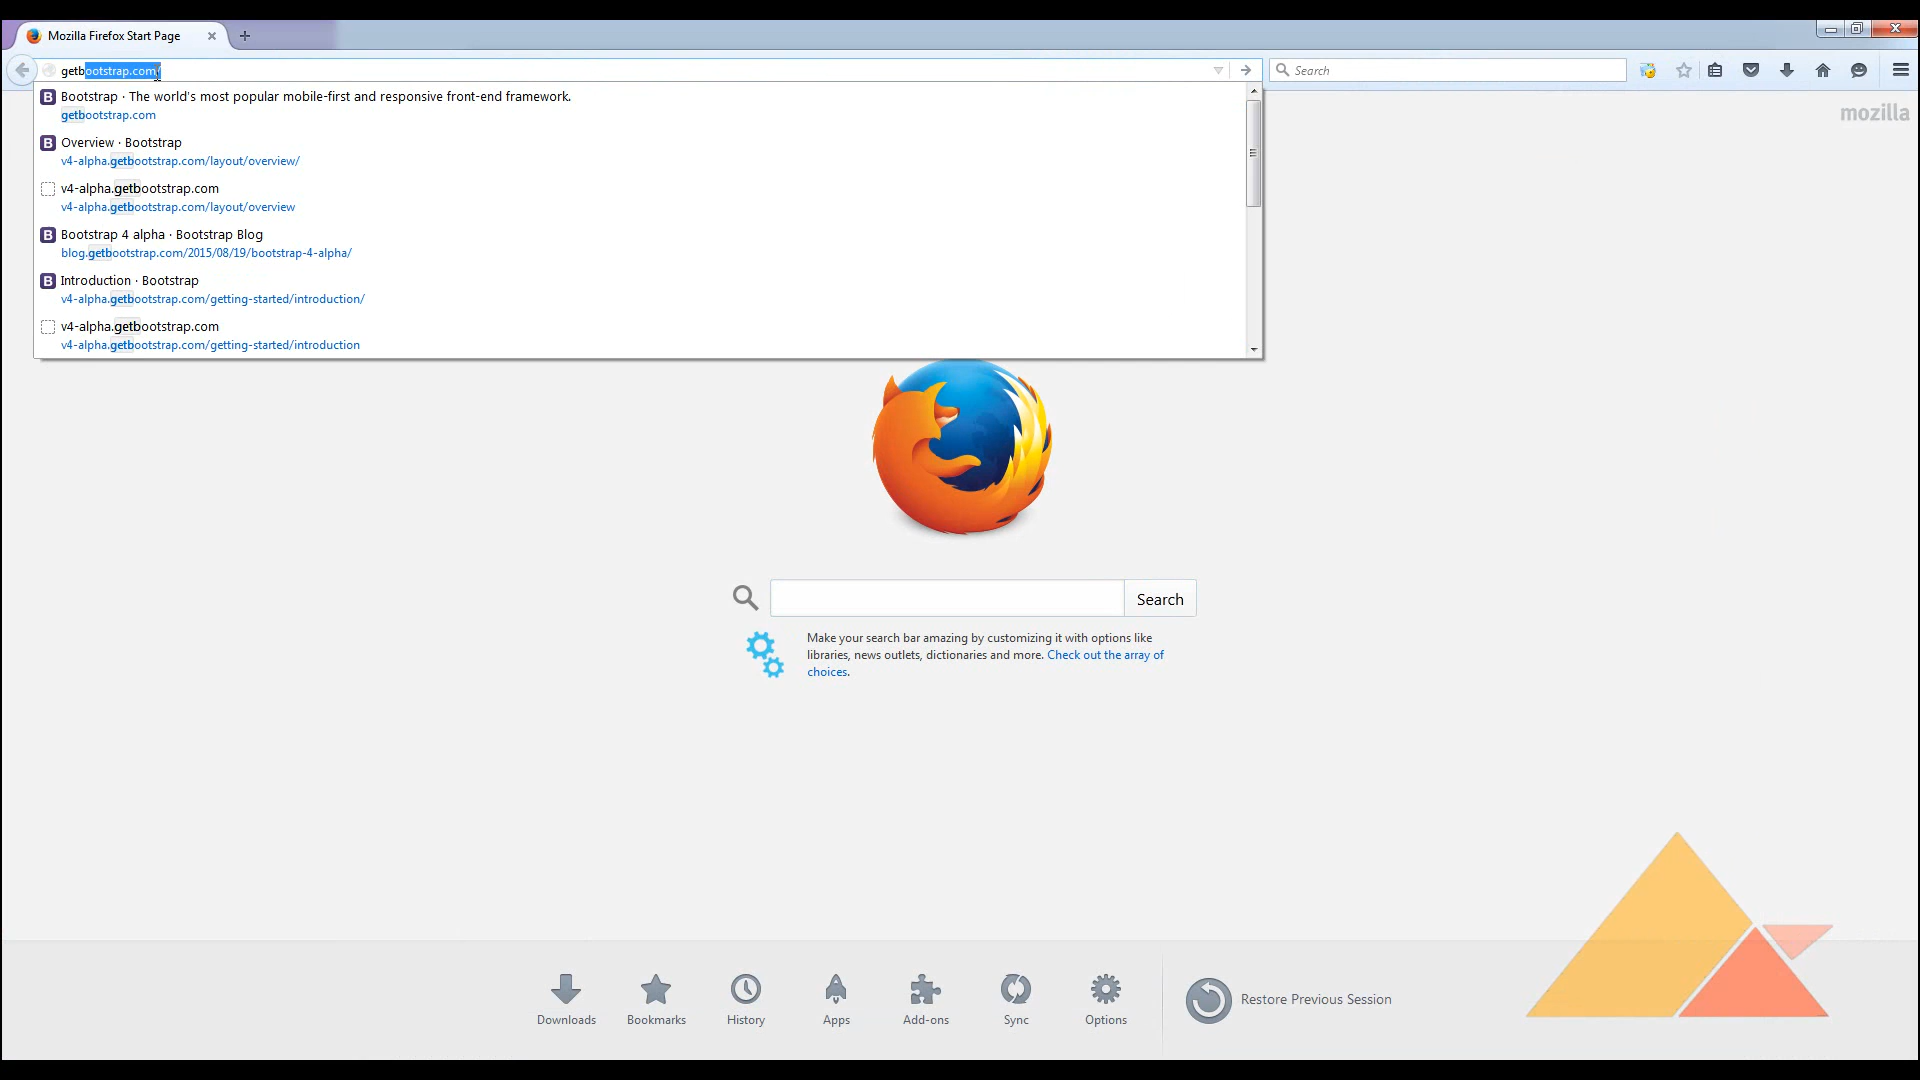 Mozilla Firefox Start Page
getbootstrap.com/
Search
Bootstrap · The world's most popular mobile-first and responsive front-end framework.
getbootstrap.com
Overview · Bootstrap
v4-alpha.getbootstrap.com/layout/overview/
v4-alpha.getbootstrap.com
v4-alpha.getbootstrap.com/layout/overview
Bootstrap 4 alpha · Bootstrap Blog
blog.getbootstrap.com/2015/08/19/bootstrap-4-alpha/
Introduction · Bootstrap
v4-alpha.getbootstrap.com/getting-started/introduction/
v4-alpha.getbootstrap.com
v4-alpha.getbootstrap.com/getting-started/introduction
mozilla
Search
Make your search bar amazing by customizing it with options like
libraries, news outlets, dictionaries and more. Check out the array of
choices.
Downloads
Bookmarks
History
Apps
Add-ons
Sync
Options
Restore Previous Session